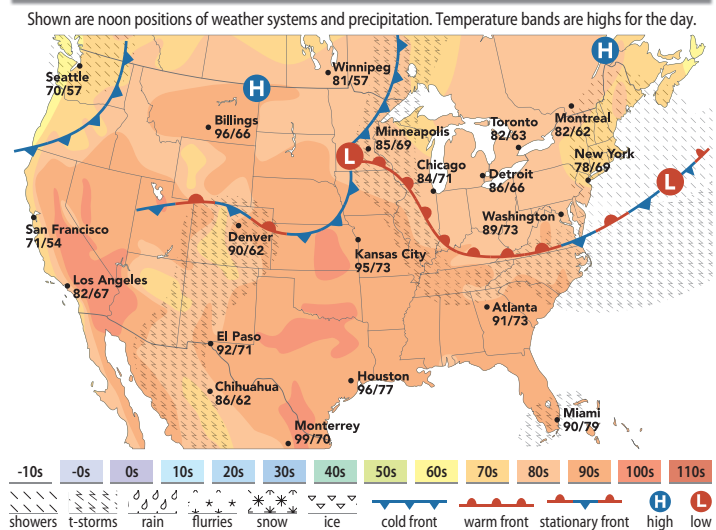 Shown are noon positions of weather systems and precipitation. Temperature bands are highs for the day.
H
Winnipeg
81/57
Seattle
70/57
H
Billings
96/66
Minneapolis
85/69
Toronto
82/63
Montreal
82/62
L
Chicago
84/71
Detroit
86/66
New York
78/69
L
San Francisco
71/54
Denver
90/62
Kansas City
95/73
Washington
89/73
Los Angeles
82/67
Atlanta
91/73
El Paso
92/71
Chihuahua
86/62
Houston
96/77
Monterrey
99/70
Miami
90/79
-10s -0s 0s 10s 20s 30s 40s 50s 60s 70s 80s 90s 100s 110s
H L
showers t-storms rain flurries snow ice cold front warm front stationary front high low